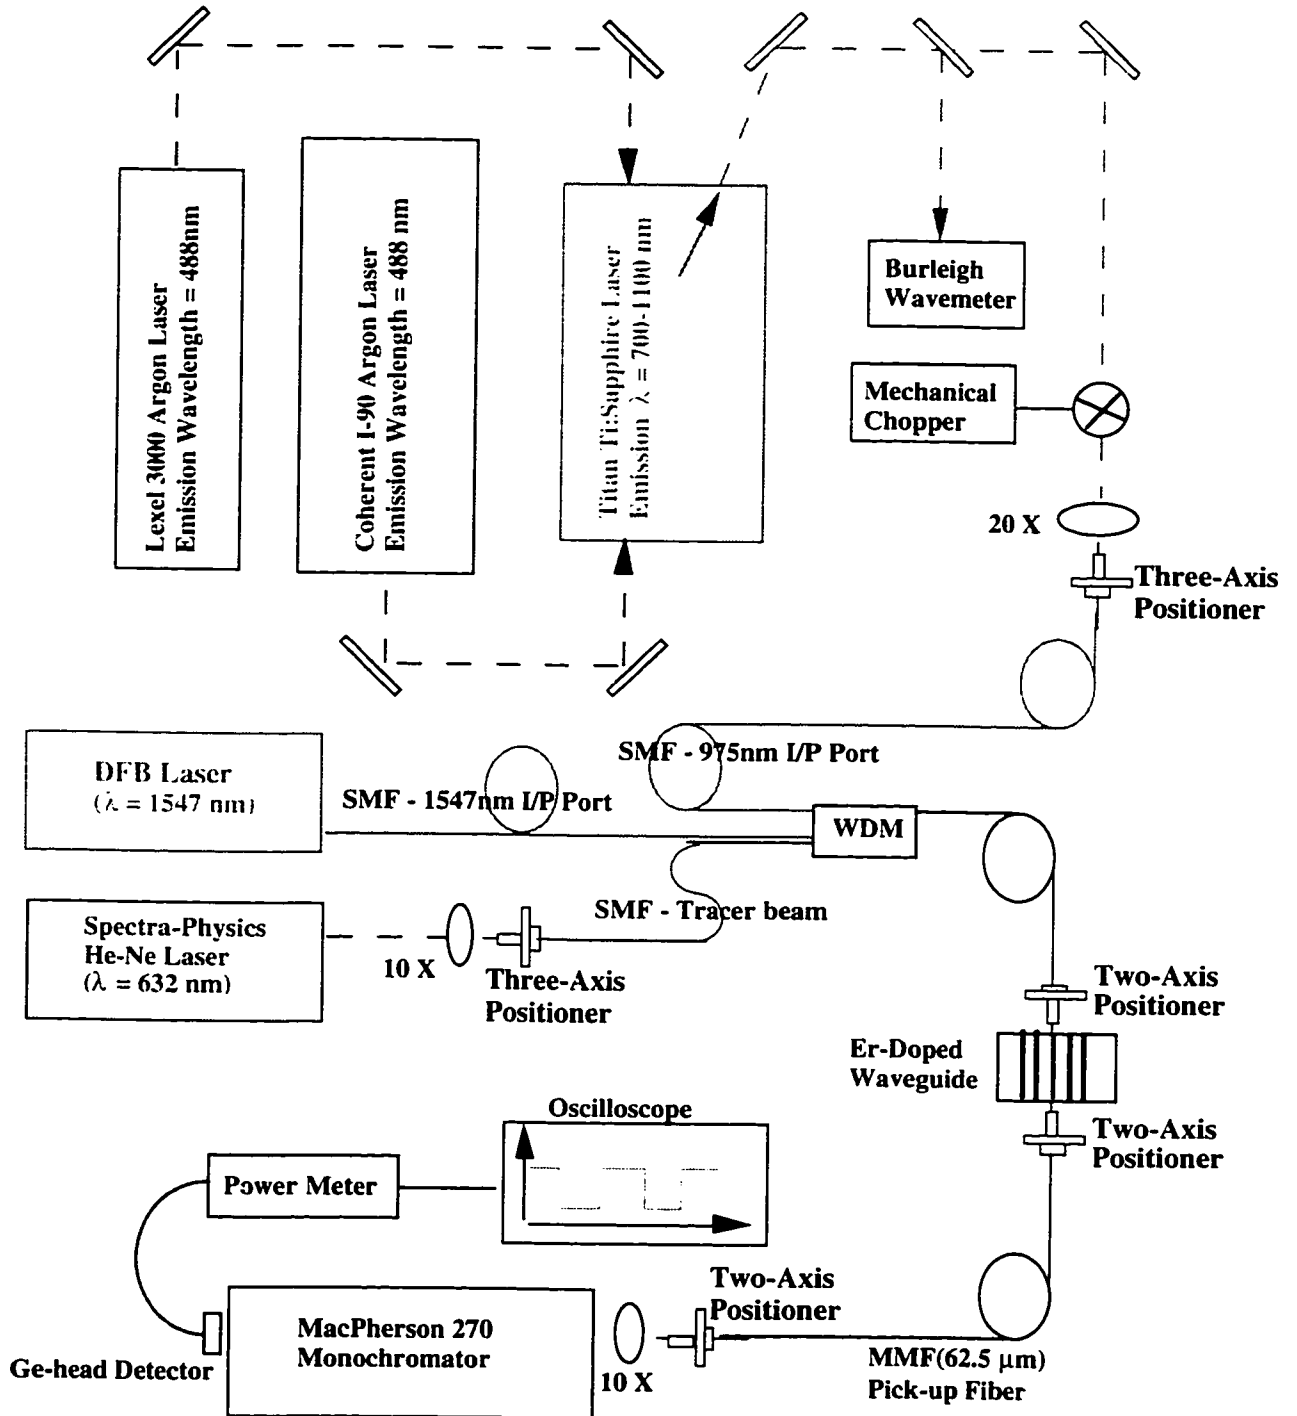 Lexel 3000 Argon Laser
Emission Wavelength = 488nm
Coherent I-90 Argon Laser
Emission Wavelength = 488 nm
Titan Ti:Sapphire Laser
Emission λ = 700-1100 nm
Burleigh
Wavemeter
Mechanical
Chopper
20 X
Three-Axis
Positioner
SMF - 975nm I/P Port
DFB Laser
(λ = 1547 nm)
SMF - 1547nm I/P Port
WDM
Spectra-Physics
He-Ne Laser
(λ = 632 nm)
SMF - Tracer beam
10 X
Three-Axis
Positioner
Two-Axis
Positioner
Er-Doped
Waveguide
Two-Axis
Positioner
Oscilloscope
Power Meter
Two-Axis
Positioner
MacPherson 270
Monochromator
Ge-head Detector
10 X
MMF(62.5 µm)
Pick-up Fiber